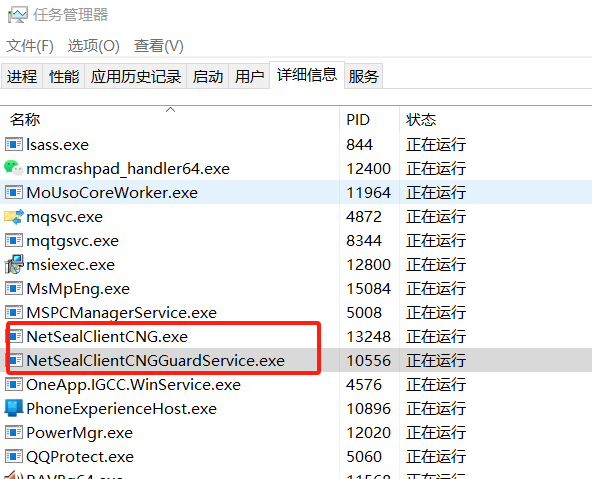 任务管理器
文件(F) 选项(O) 查看(V)
进程 性能 应用历史记录 启动 用户 详细信息 服务
名称 PID 状态
lsass.exe 844 正在运行
mmcrashpad_handler64.exe 12400 正在运行
MoUsoCoreWorker.exe 11964 正在运行
mqsvc.exe 4872 正在运行
mqtgsvc.exe 8344 正在运行
msiexec.exe 12800 正在运行
MsMpEng.exe 15084 正在运行
MSPCManagerService.exe 5008 正在运行
NetSealClientCNG.exe 13248 正在运行
NetSealClientCNGGuardService.exe 10556 正在运行
OneApp.IGCC.WinService.exe 4576 正在运行
PhoneExperienceHost.exe 10896 正在运行
PowerMgr.exe 12020 正在运行
QQProtect.exe 5060 正在运行